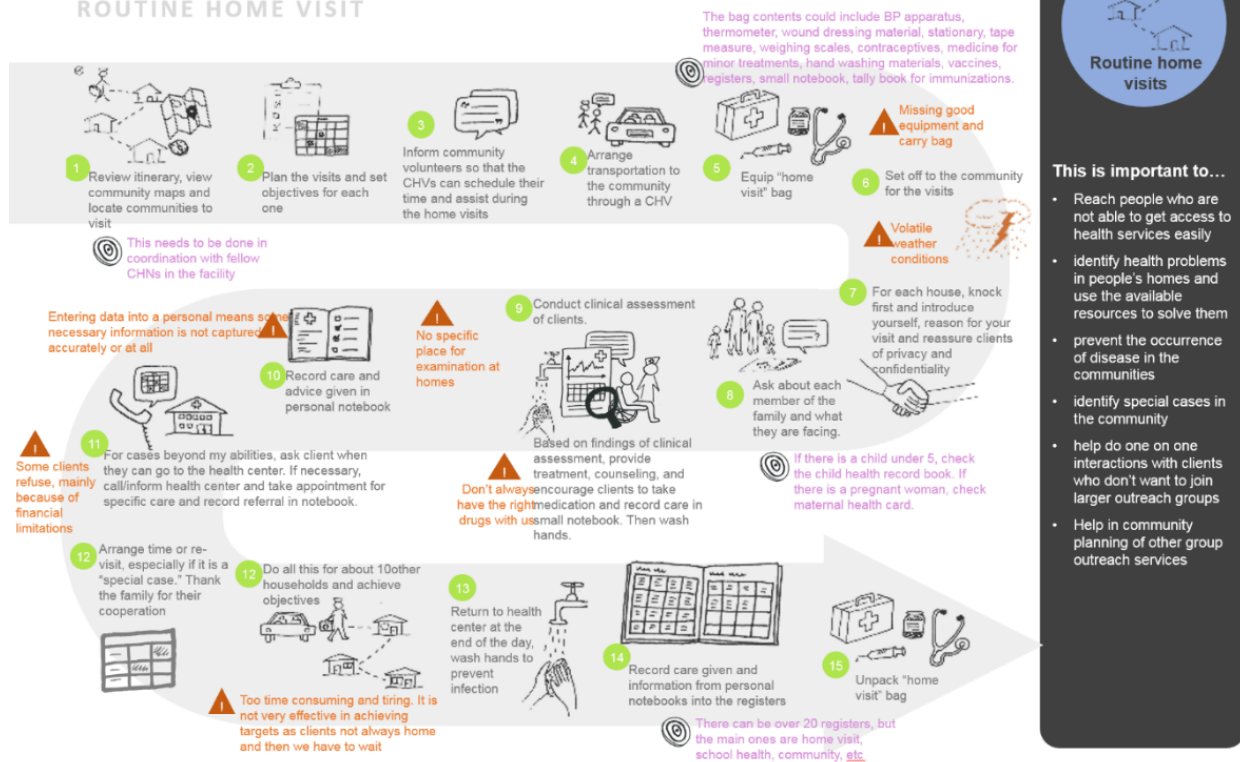 ROUTINE HOME VISIT
The bag contents could include BP apparatus,
thermometer, wound dressing material, stationary, tape
measure, weighing scales, contraceptives, medicine for
minor treatments, hand washing materials, vaccines,
registers, small notebook, tally book for immunizations.
1
Review itinerary, view
community maps and
locate communities to
visit
This needs to be done in
coordination with fellow
CHNs in the facility
2
Plan the visits and set
objectives for each
one
3
Inform community
volunteers so that the
CHVs can schedule their
time and assist during
the home visits
4
Arrange
transportation to
the community
through a CHV
5
Equip “home
visit” bag
Missing good
equipment and
carry bag
6
Set off to the community
for the visits
Volatile
weather
conditions
7
For each house, knock
first and introduce
yourself, reason for your
visit and reassure clients
of privacy and
confidentiality
8
Ask about each
member of the
family and what
they are facing.
If there is a child under 5, check
the child health record book. If
there is a pregnant woman, check
maternal health card.
9
Conduct clinical assessment
of clients.
No specific
place for
examination at
homes
Based on findings of clinical
assessment, provide
treatment, counseling, and
encourage clients to take
medication and record care in
small notebook. Then wash
hands.
Don’t always
have the right
drugs with us
10
Record care and
advice given in
personal notebook
Entering data into a personal means some
necessary information is not captured
accurately or at all
11
For cases beyond my abilities, ask client when
they can go to the health center. If necessary,
call/inform health center and take appointment for
specific care and record referral in notebook.
Some clients
refuse, mainly
because of
financial
limitations
12
Arrange time or re-
visit, especially if it is a
“special case.” Thank
the family for their
cooperation
12
Do all this for about 10other
households and achieve
objectives
Too time consuming and tiring. It is
not very effective in achieving
targets as clients not always home
and then we have to wait
13
Return to health
center at the
end of the day,
wash hands to
prevent
infection
14
Record care given and
information from personal
notebooks into the registers
There can be over 20 registers, but
the main ones are home visit,
school health, community, etc
15
Unpack “home
visit” bag
Routine home
visits
This is important to…
• Reach people who are
not able to get access to
health services easily
• identify health problems
in people’s homes and
use the available
resources to solve them
• prevent the occurrence
of disease in the
communities
• identify special cases in
the community
• help do one on one
interactions with clients
who don’t want to join
larger outreach groups
• Help in community
planning of other group
outreach services